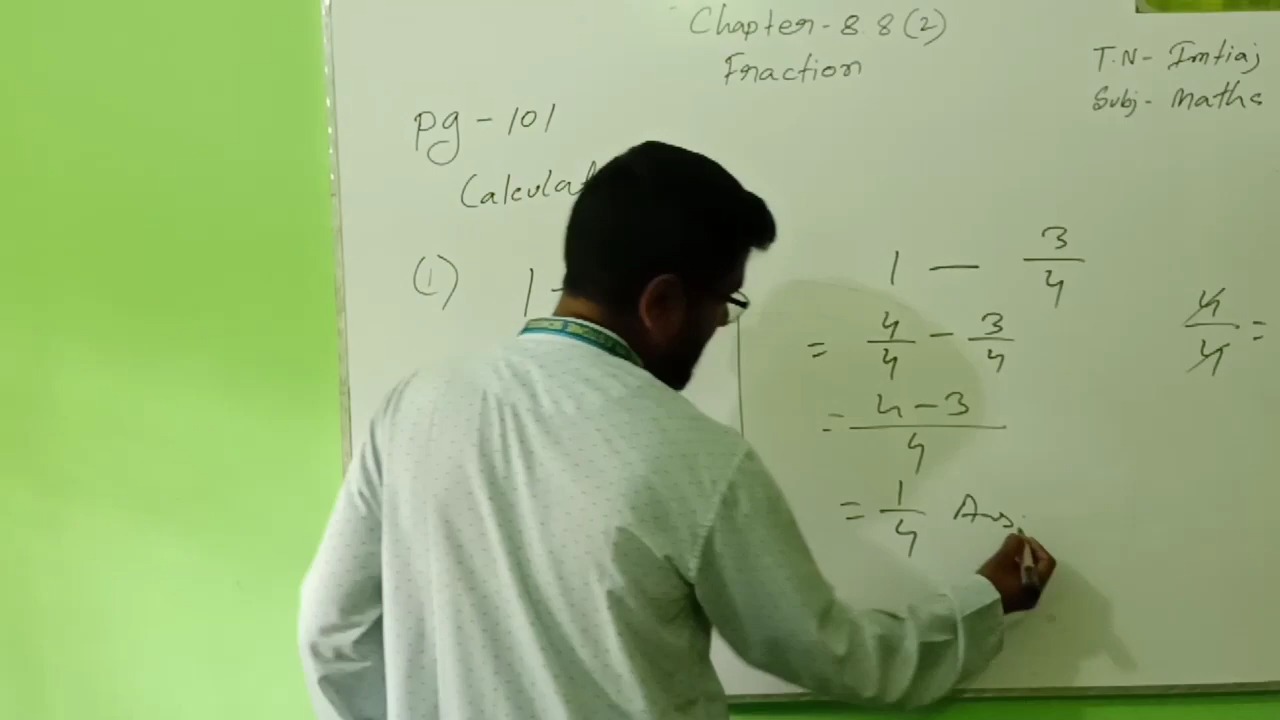 Chapter - 8.8 (2)
Fraction
T.N - Imtiaj
Subj - Maths
pg - 101
Calculat
(1) 1 -
1 - 3/4
= 4/4 - 3/4
= 4 - 3/4
= 1/4 Ans.
4/4 =